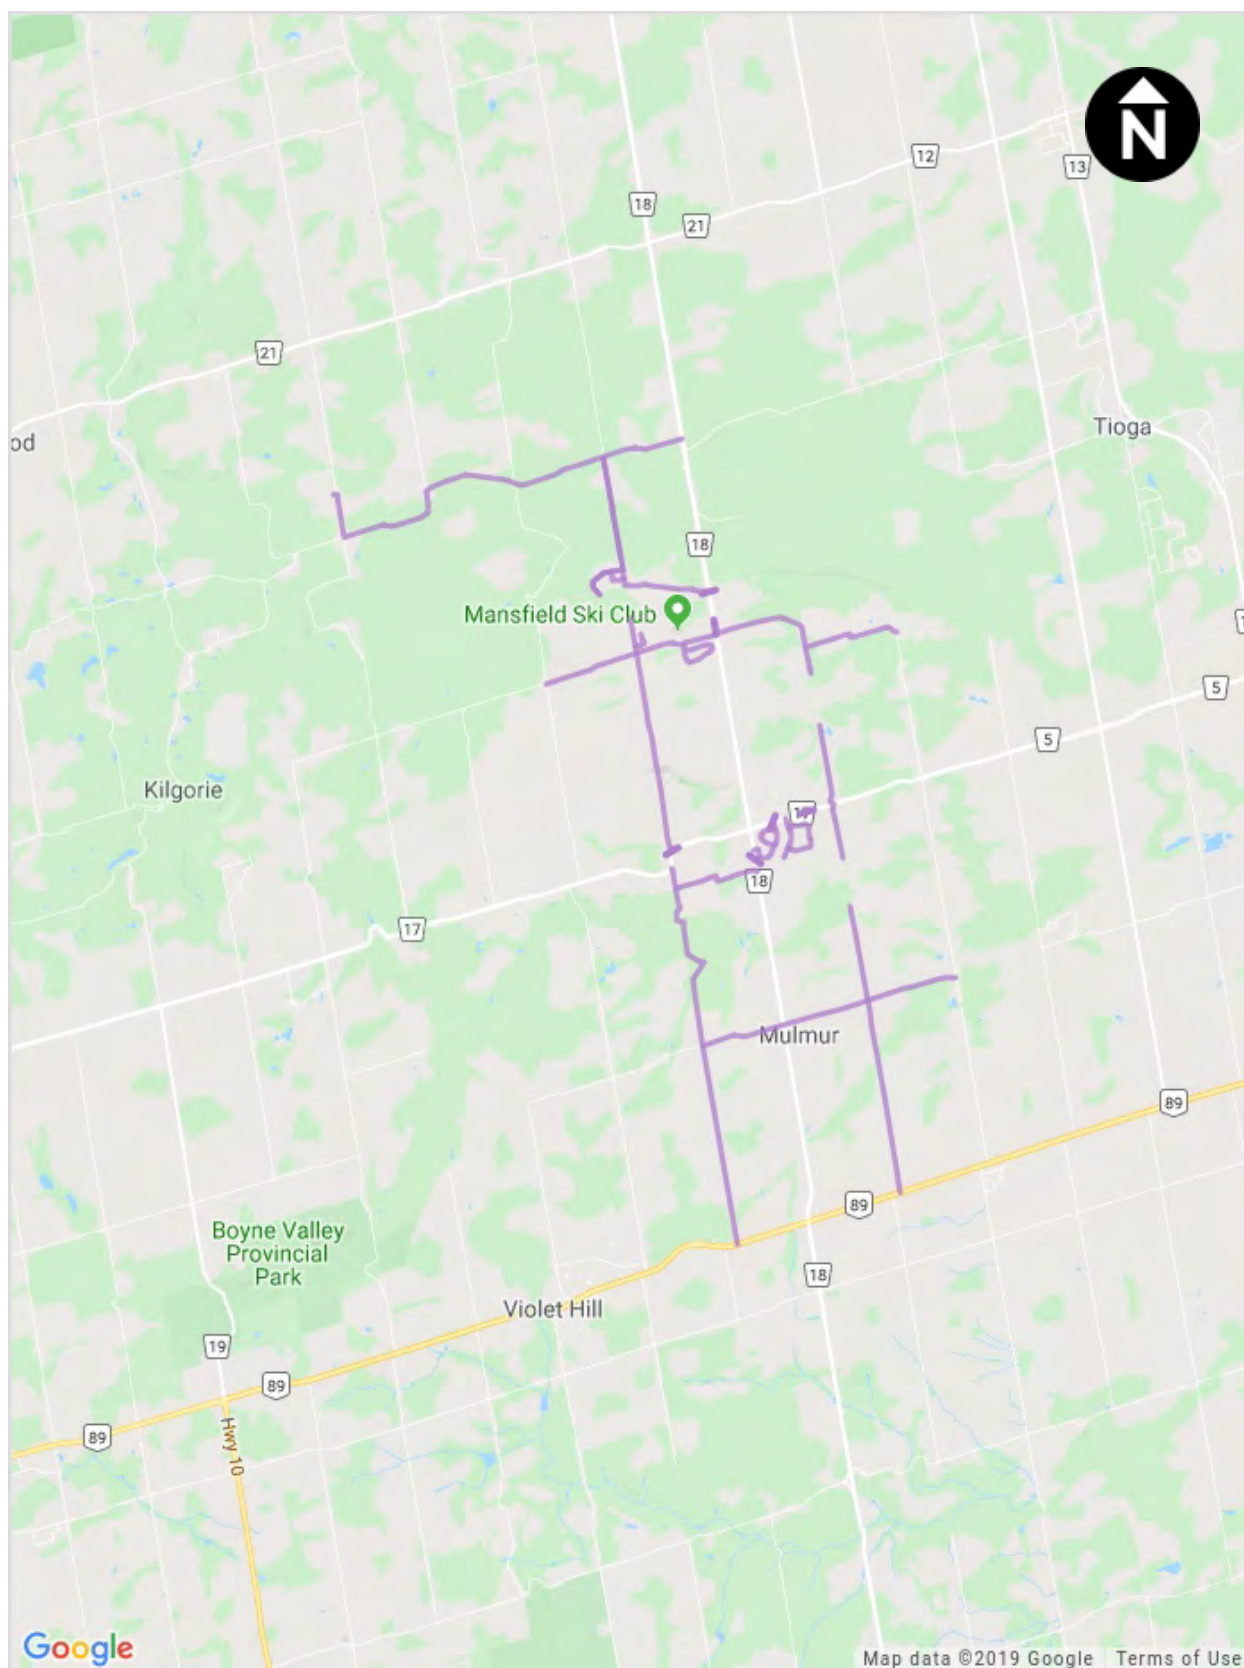 N
12
13
18
21
21
od
Tioga
18
Mansfield Ski Club
5
5
Kilgorie
17
18
Mulmur
89
89
Boyne Valley
Provincial
Park
18
Violet Hill
19
89
89
Hwy 10
Google
Map data ©2019 Google
Terms of Use